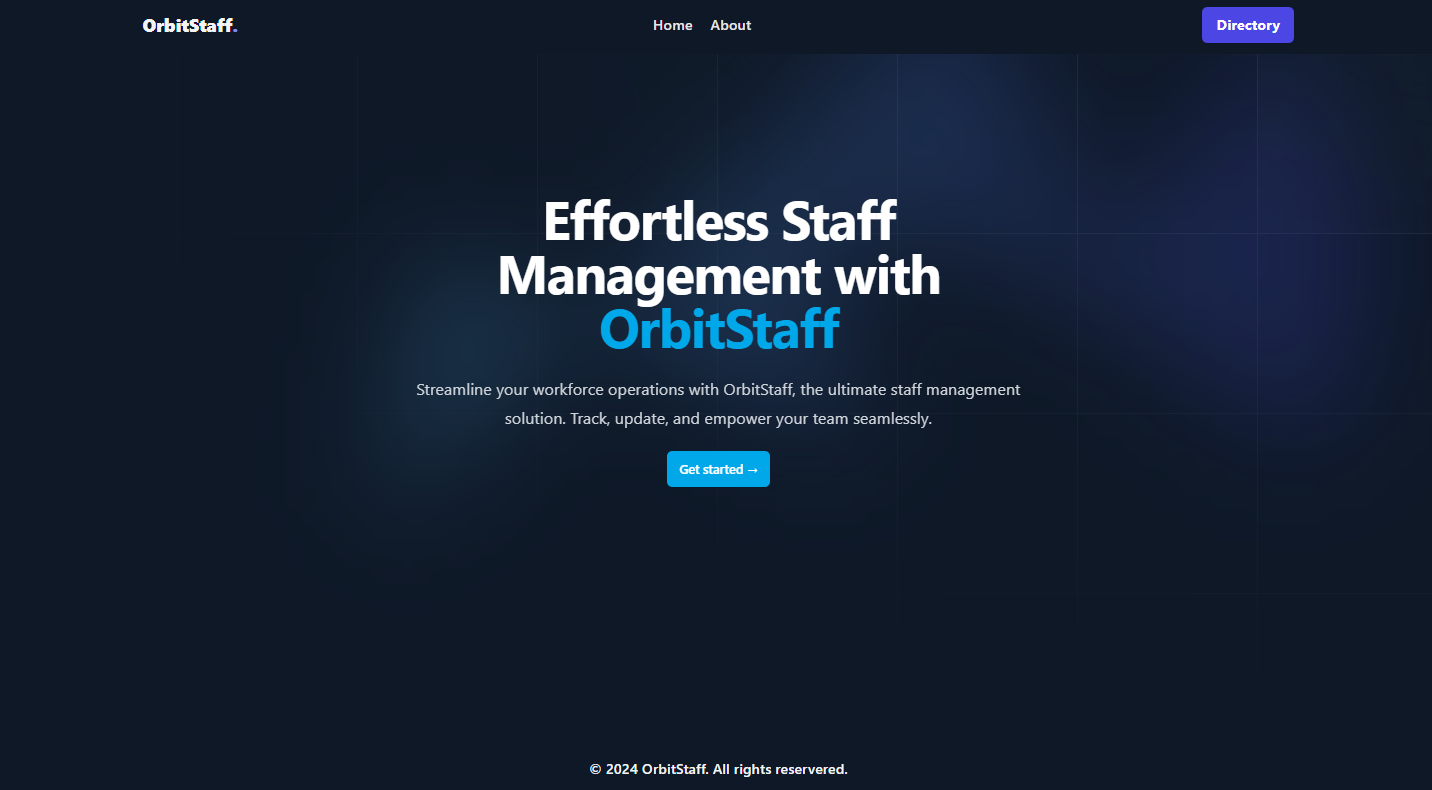 OrbitStaff.
Home About
Directory
Effortless Staff
Management with
OrbitStaff
Streamline your workforce operations with OrbitStaff, the ultimate staff management
solution. Track, update, and empower your team seamlessly.
Get started →
© 2024 OrbitStaff. All rights reservered.